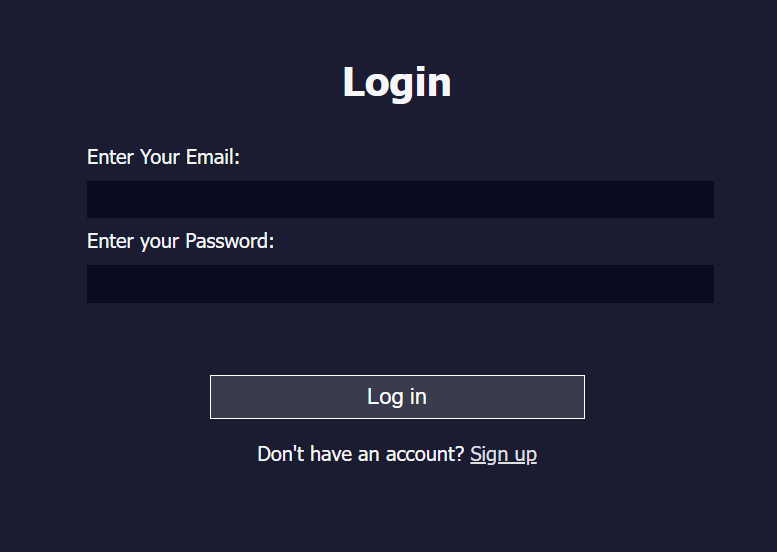 Login
Enter Your Email:
Enter your Password:
Log in
Don't have an account? Sign up